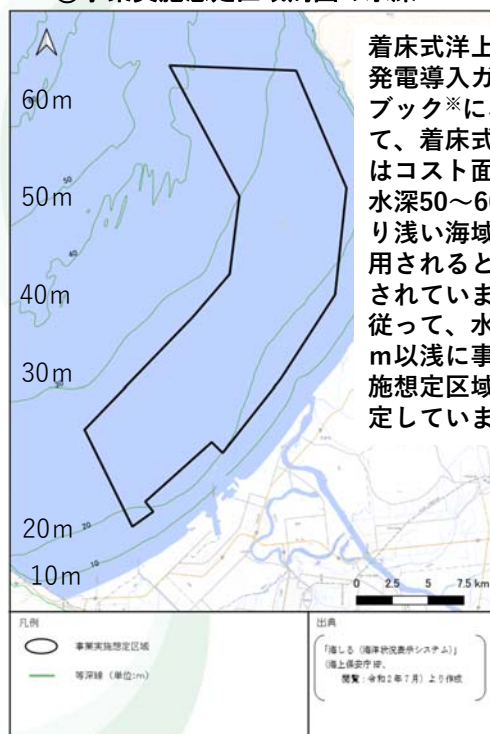 着床式洋上
発電導入ガ
ブック※に
て、着床式
はコスト面
水深50～6
り浅い海域
用されると
されていま
従って、水
m以浅に事
施想定区域
定していま
60m
50m
40m
30m
20m
10m
50
40
20
10
0 2.5 5 7.5 km
凡例
事業実施想定区域
等深線（単位:m）
出典
「海しる（海洋状況表示システム）」
（海上保安庁HP、
閲覧：令和2年7月）より作成